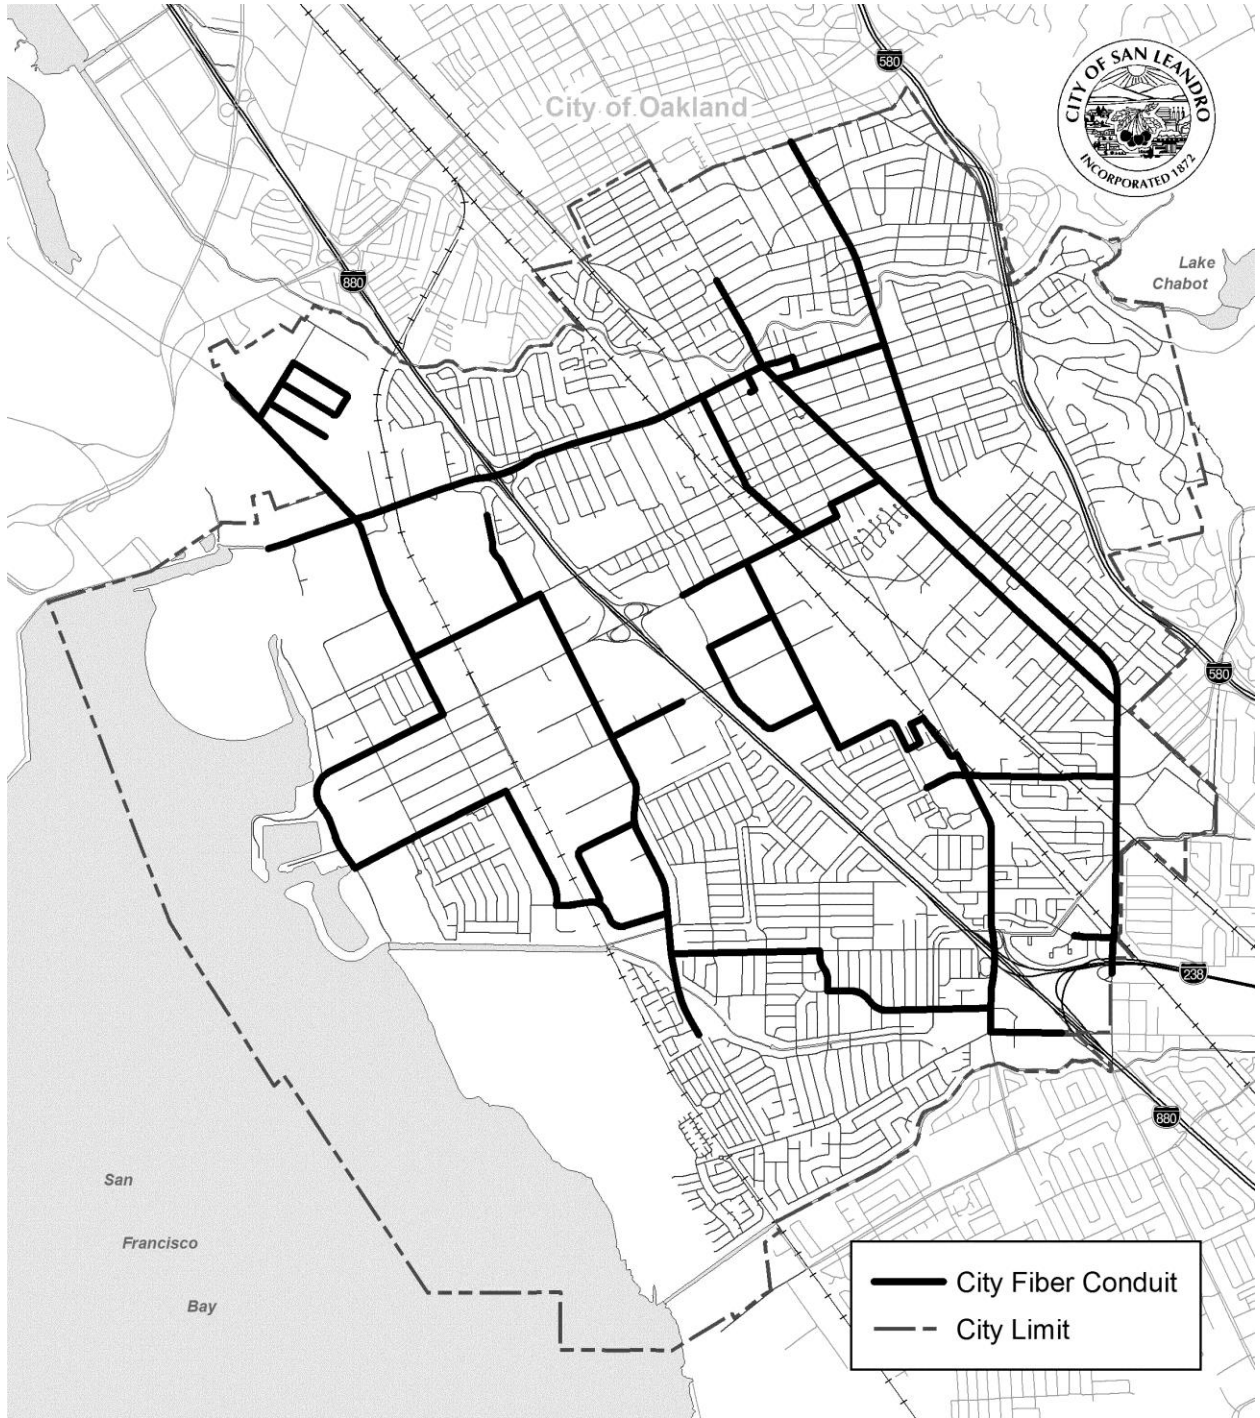 580
CITY OF SAN LEANDRO
INCORPORATED 1872
City of Oakland
Lake
Chabot
880
580
238
880
San
Francisco
Bay
City Fiber Conduit
City Limit